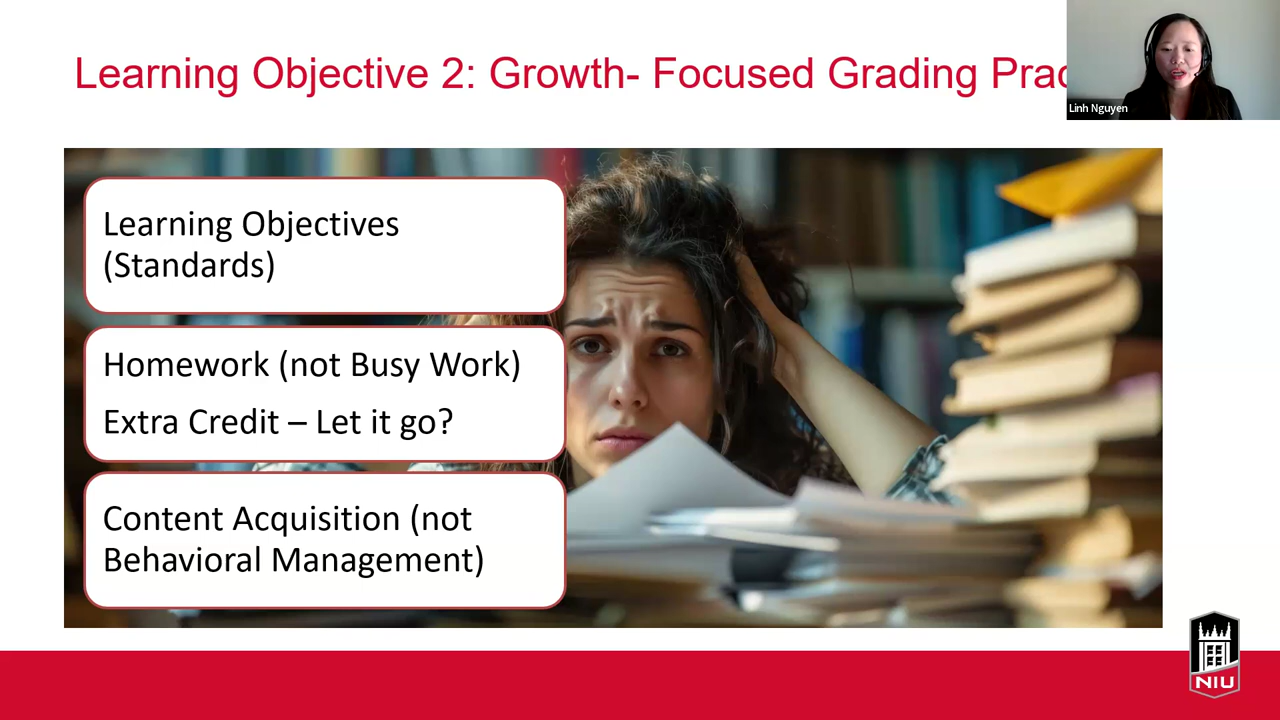 Learning Objective 2: Growth- Focused Grading
Linh Nguyen
Learning Objectives
(Standards)
Homework (not Busy Work)
Extra Credit – Let it go?
Content Acquisition (not
Behavioral Management)
NIU